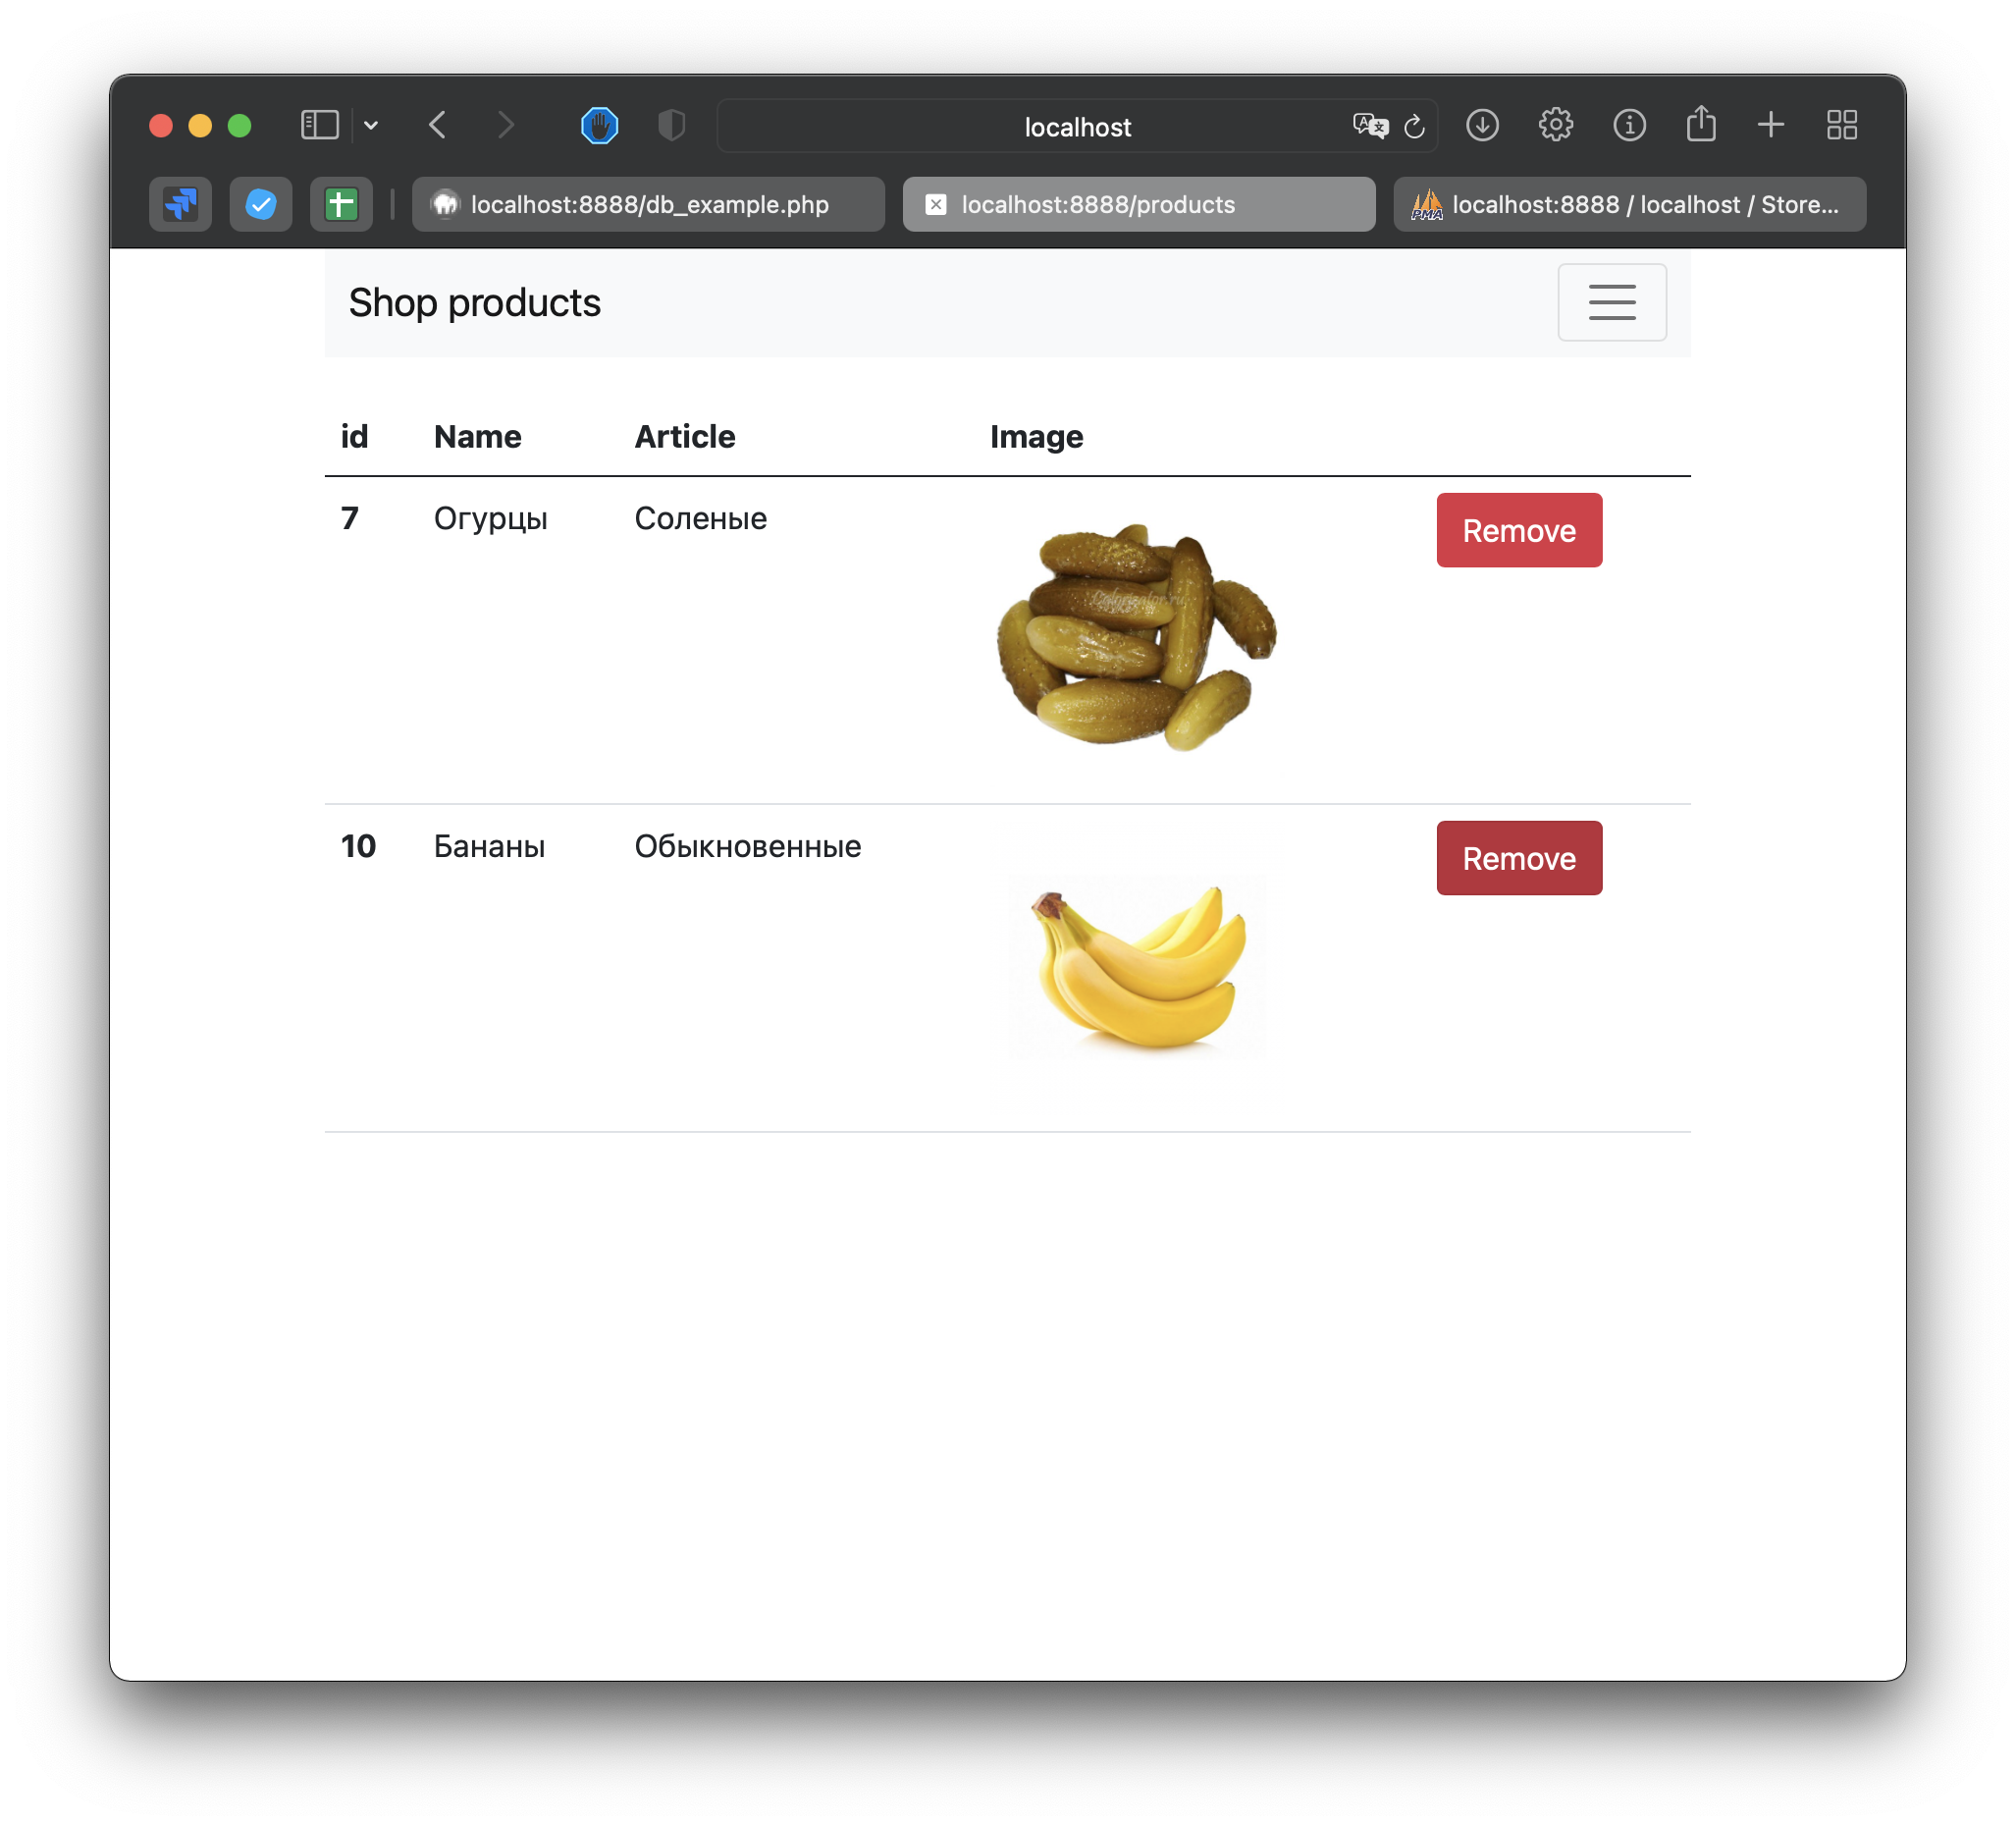 localhost
localhost:8888/db_example.php
localhost:8888/products
PMA
localhost:8888 / localhost / Store...
Shop products
id Name Article Image
7 Огурцы Соленые Remove
10 Бананы Обыкновенные Remove